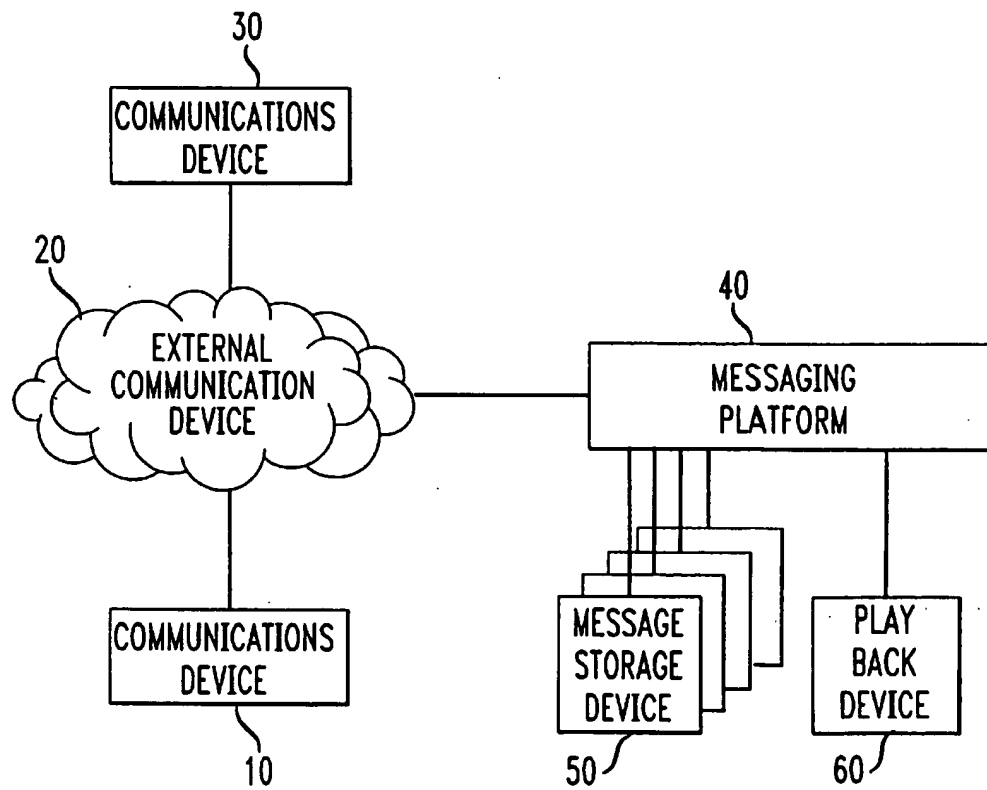 30
COMMUNICATIONS
DEVICE
20
EXTERNAL
COMMUNICATION
DEVICE
40
MESSAGING
PLATFORM
COMMUNICATIONS
DEVICE
10
MESSAGE
STORAGE
DEVICE
50
PLAY
BACK
DEVICE
60